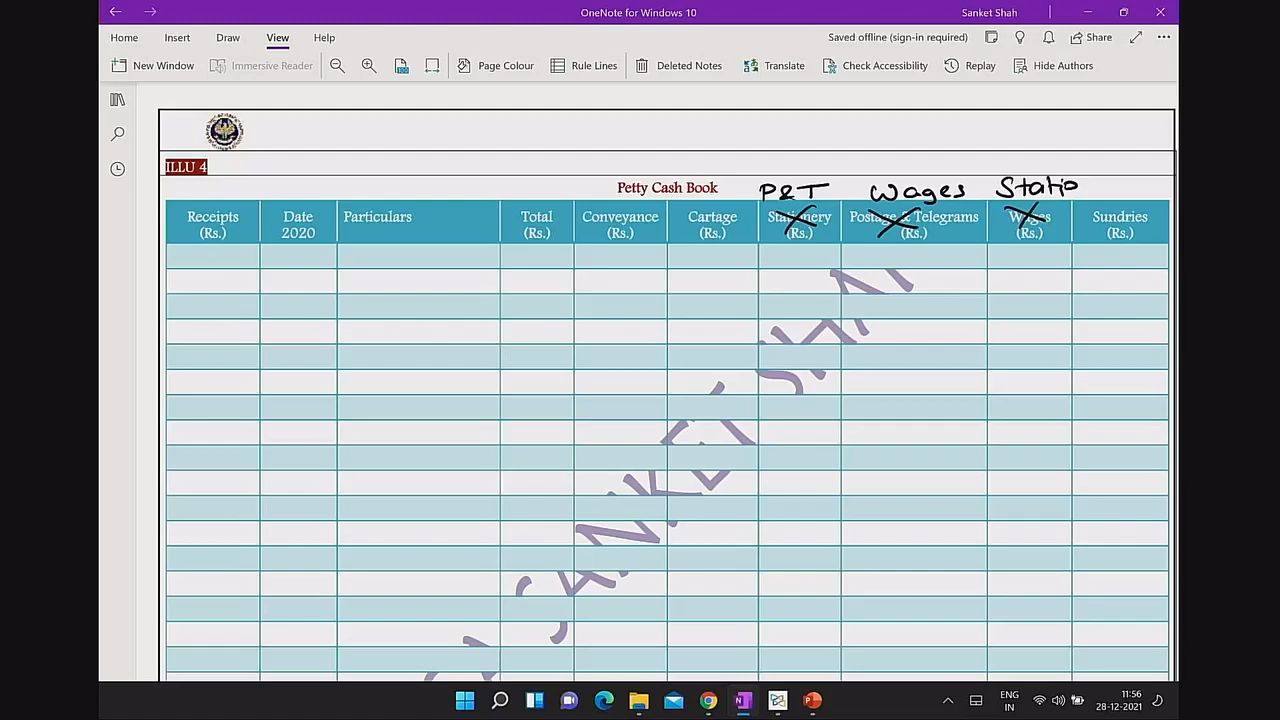 OneNote for Windows 10
Sanket Shah
Home Insert Draw View Help
Saved offline (sign-in required) Share
New Window Immersive Reader Page Colour Rule Lines Deleted Notes Translate Check Accessibility Replay Hide Authors
ILLU 4
Petty Cash Book P&T Wages Statio
Receipts (Rs.) Date 2020 Particulars Total (Rs.) Conveyance (Rs.) Cartage (Rs.) Stationery (Rs.) Postage & Telegrams (Rs.) Wages (Rs.) Sundries (Rs.)
SANKET SHAH
ENG
IN
11:56
28-12-2021